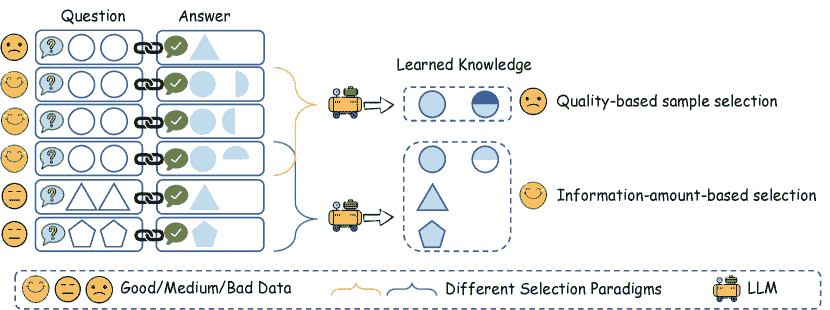 Question
Answer
Learned Knowledge
Quality-based sample selection
Information-amount-based selection
Good/Medium/Bad Data
Different Selection Paradigms
LLM